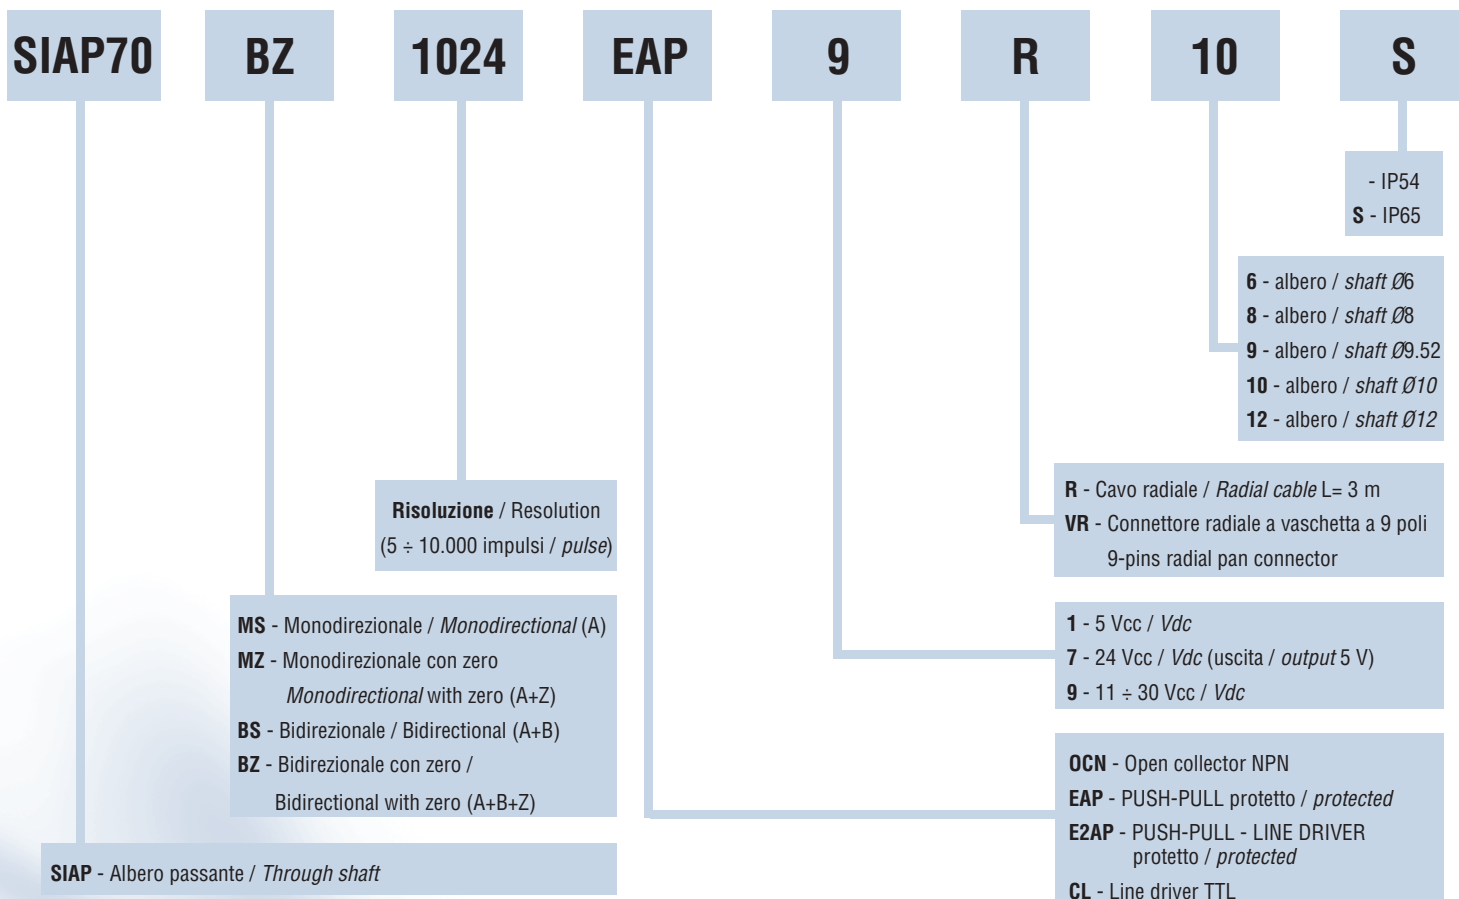 SIAP70 BZ 1024 EAP 9 R 10 S
- IP54
S - IP65
6 - albero / shaft Ø6
8 - albero / shaft Ø8
9 - albero / shaft Ø9.52
10 - albero / shaft Ø10
12 - albero / shaft Ø12
R - Cavo radiale / Radial cable L= 3 m
VR - Connettore radiale a vaschetta a 9 poli
9-pins radial pan connector
Risoluzione / Resolution
(5 ÷ 10.000 impulsi / pulse)
MS - Monodirezionale / Monodirectional (A)
MZ - Monodirezionale con zero
Monodirectional with zero (A+Z)
BS - Bidirezionale / Bidirectional (A+B)
BZ - Bidirezionale con zero /
Bidirectional with zero (A+B+Z)
1 - 5 Vcc / Vdc
7 - 24 Vcc / Vdc (uscita / output 5 V)
9 - 11 ÷ 30 Vcc / Vdc
OCN - Open collector NPN
EAP - PUSH-PULL protetto / protected
E2AP - PUSH-PULL - LINE DRIVER
protetto / protected
CL - Line driver TTL
SIAP - Albero passante / Through shaft